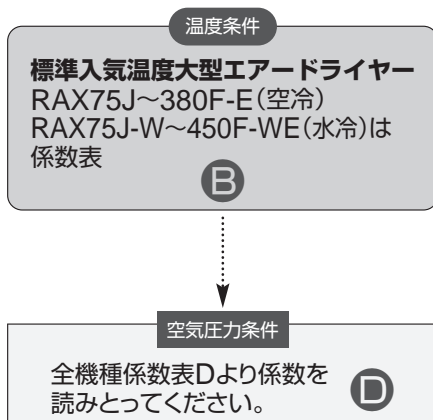 温度条件
標準入気温度大型エアードライヤー
RAX75J～380F-E（空冷）
RAX75J-W～450F-WE（水冷）は
係数表
B
空気圧力条件
全機種係数表Dより係数を
読みとってください。
D